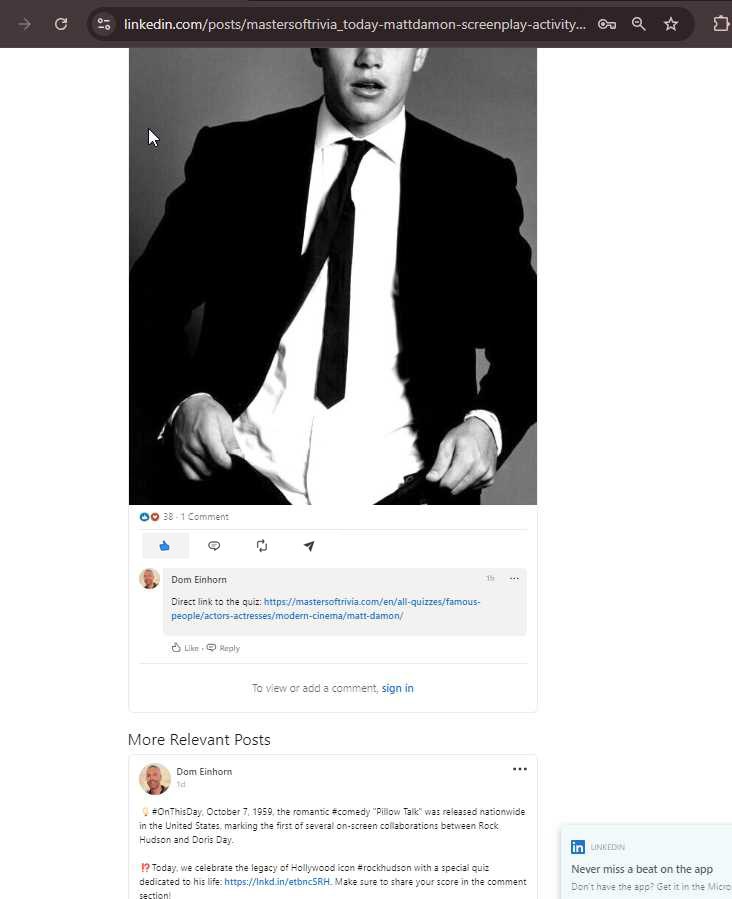 linkedin.com/posts/mastersoftrivia_today-mattdamon-screenplay-activity...
38 · 1 Comment
Dom Einhorn
1h
Direct link to the quiz: https://mastersoftrivia.com/en/all-quizzes/famous-
people/actors-actresses/modern-cinema/matt-damon/
Like · Reply
To view or add a comment, sign in
More Relevant Posts
Dom Einhorn
1d
💡#OnThisDay, October 7, 1959, the romantic #comedy "Pillow Talk" was released nationwide
in the United States, marking the first of several on-screen collaborations between Rock
Hudson and Doris Day.
⁉️Today, we celebrate the legacy of Hollywood icon #rockhudson with a special quiz
dedicated to his life: https://lnkd.in/etbncSRH. Make sure to share your score in the comment
section!
in LINKEDIN
Never miss a beat on the app
Don't have the app? Get it in the Micro